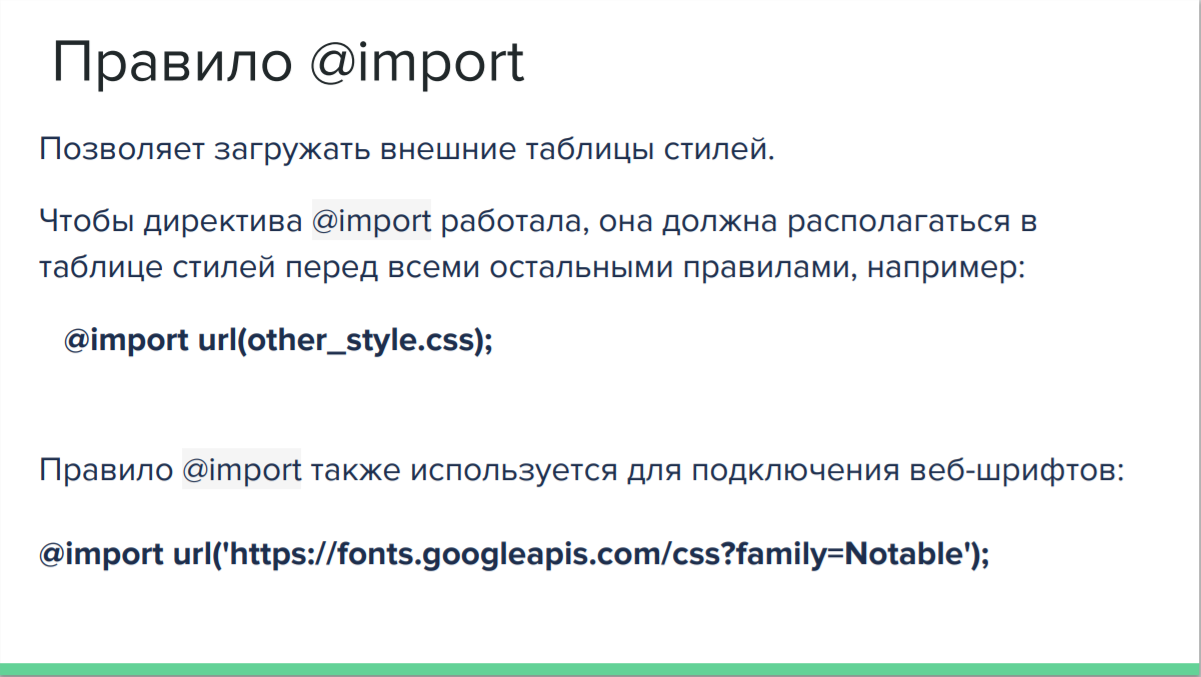 Правило @import
Позволяет загружать внешние таблицы стилей.
Чтобы директива @import работала, она должна располагаться в
таблице стилей перед всеми остальными правилами, например:
@import url(other_style.css);
Правило @import также используется для подключения веб-шрифтов:
@import url('https://fonts.googleapis.com/css?family=Notable');